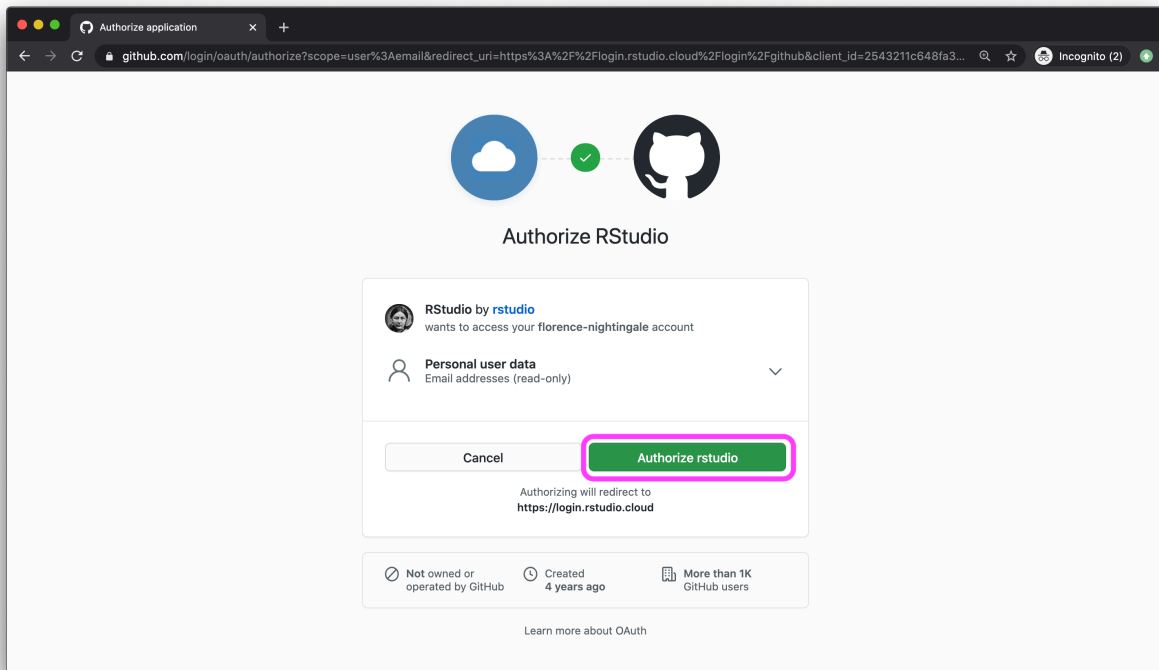 Authorize application
github.com/login/oauth/authorize?scope=user%3Aemail&redirect_uri=https%3A%2F%2Flogin.rstudio.cloud%2Flogin%2Fgithub&client_id=2543211c648fa3...
Incognito (2)
Authorize RStudio
RStudio by rstudio
wants to access your florence-nightingale account
Personal user data
Email addresses (read-only)
Cancel
Authorize rstudio
Authorizing will redirect to
https://login.rstudio.cloud
Not owned or
operated by GitHub
Created
4 years ago
More than 1K
GitHub users
Learn more about OAuth